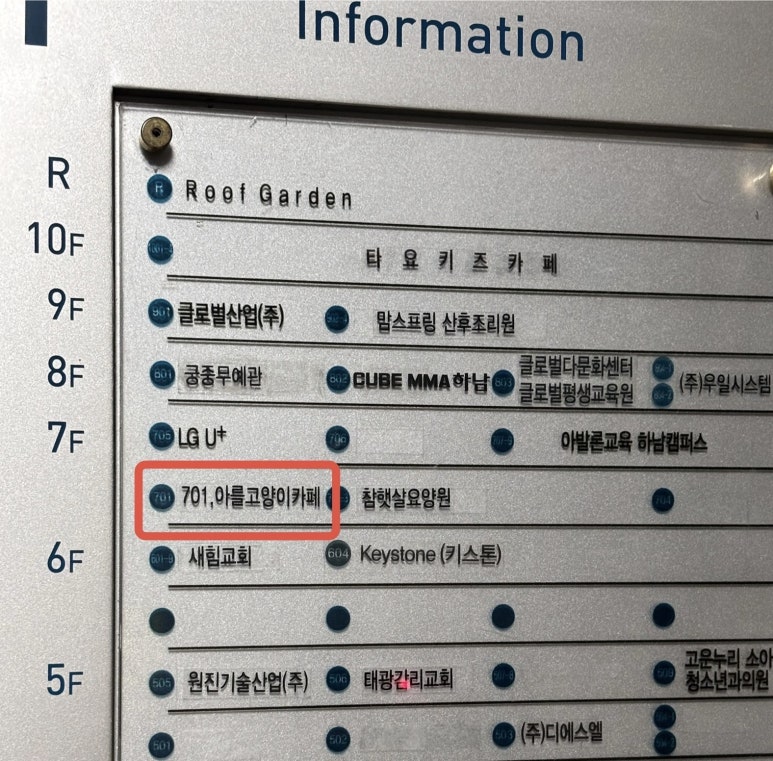 Information
R
Roof Garden
10F
타요키즈카페
9F
901 글로벌산업(주) 맘스프링 산후조리원
8F
801 궁중무예관 802 CUBE MMA 하남 803 글로벌다문화센터
글로벌평생교육원
(주)우일시스템
7F
705 LG U+ 706 아발론교육 하남캠퍼스
701 701,아를고양이카페 참햇살요양원 704
6F
새힘교회 604 Keystone (키스톤)
5F
505 원진기술산업(주) 506 태광간리교회 고운누리 소아
청소년과의원
501 502 503 (주)디에스엘